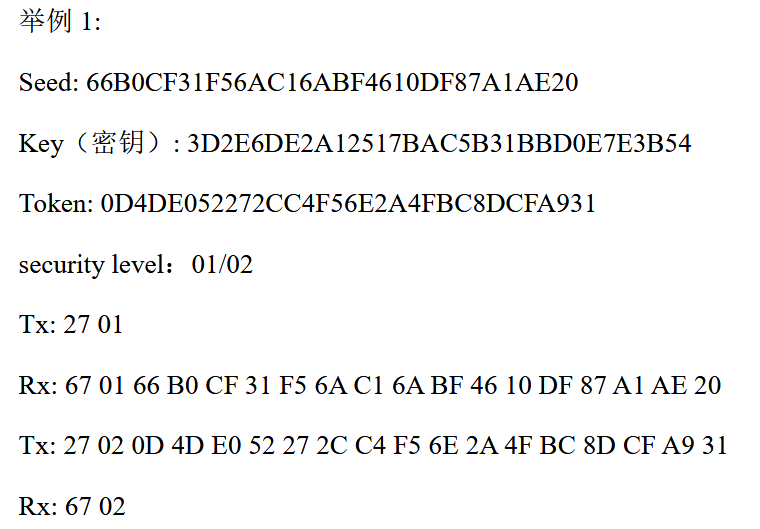 举例 1:
Seed: 66B0CF31F56AC16ABF4610DF87A1AE20
Key（密钥）: 3D2E6DE2A12517BAC5B31BBD0E7E3B54
Token: 0D4DE052272CC4F56E2A4FBC8DCFA931
security level：01/02
Tx: 27 01
Rx: 67 01 66 B0 CF 31 F5 6A C1 6A BF 46 10 DF 87 A1 AE 20
Tx: 27 02 0D 4D E0 52 27 2C C4 F5 6E 2A 4F BC 8D CF A9 31
Rx: 67 02